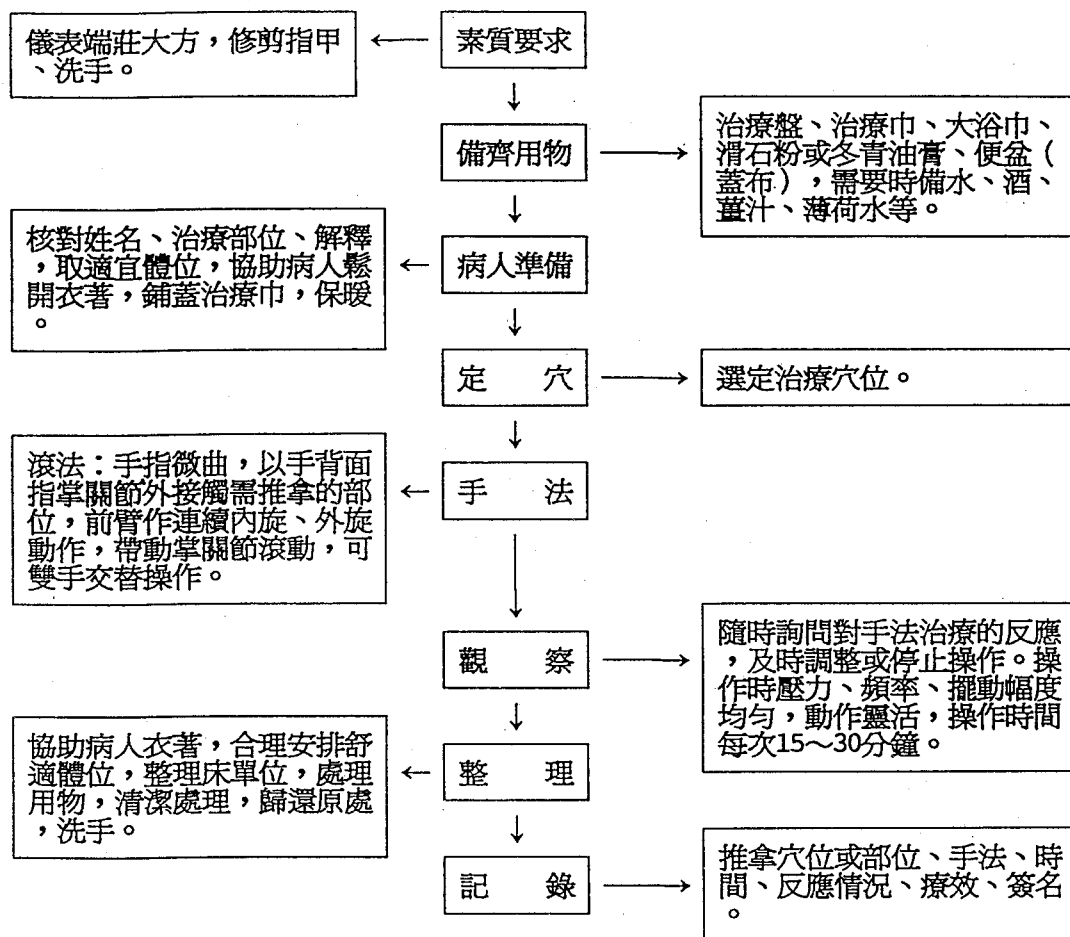 素質要求
儀表端莊大方，修剪指甲
、洗手。
備齊用物
治療盤、治療巾、大浴巾、
滑石粉或冬青油膏、便盆（
蓋布），需要時備水、酒、
薑汁、薄荷水等。
病人準備
核對姓名、治療部位、解釋
，取適宜體位，協助病人鬆
開衣著，鋪蓋治療巾，保暖
。
定　穴
選定治療穴位。
手　法
滾法：手指微曲，以手背面
指掌關節外接觸需推拿的部
位，前臂作連續內旋、外旋
動作，帶動掌關節滾動，可
雙手交替操作。
觀　察
隨時詢問對手法治療的反應
，及時調整或停止操作。操
作時壓力、頻率、擺動幅度
均勻，動作靈活，操作時間
每次15～30分鐘。
整　理
協助病人衣著，合理安排舒
適體位，整理床單位，處理
用物，清潔處理，歸還原處
，洗手。
記　錄
推拿穴位或部位、手法、時
間、反應情況、療效、簽名
。